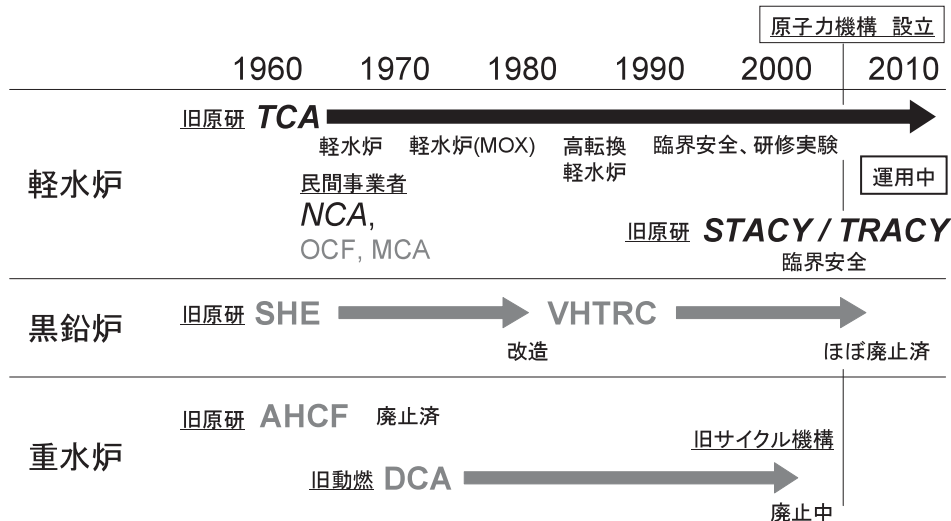 原子力機構 設立
1960 1970 1980 1990 2000 2010
旧原研 TCA
軽水炉 軽水炉(MOX) 高転換軽水炉 臨界安全、研修実験
軽水炉
運用中
民間事業者
NCA,
OCF, MCA
旧原研 STACY / TRACY
臨界安全
黒鉛炉
旧原研 SHE VHTRC
改造 ほぼ廃止済
重水炉
旧原研 AHCF 廃止済
旧サイクル機構
旧動燃 DCA
廃止中